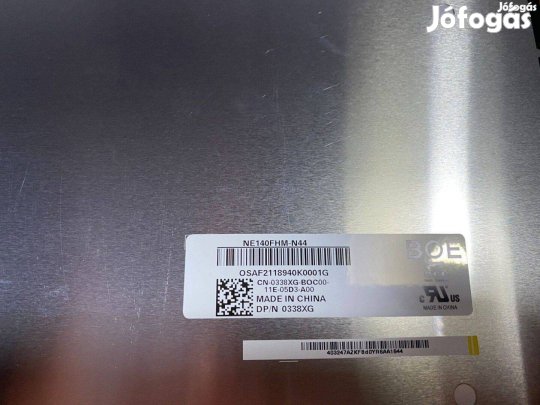 Jófogás
Jófogás
NE140FHM-N44
BOE
OSAF2118940K0001G
CN-0338XG-BOC00-
11E-05D3-A00
MADE IN CHINA
DP/N 0338XG
c US
MADE IN CHINA